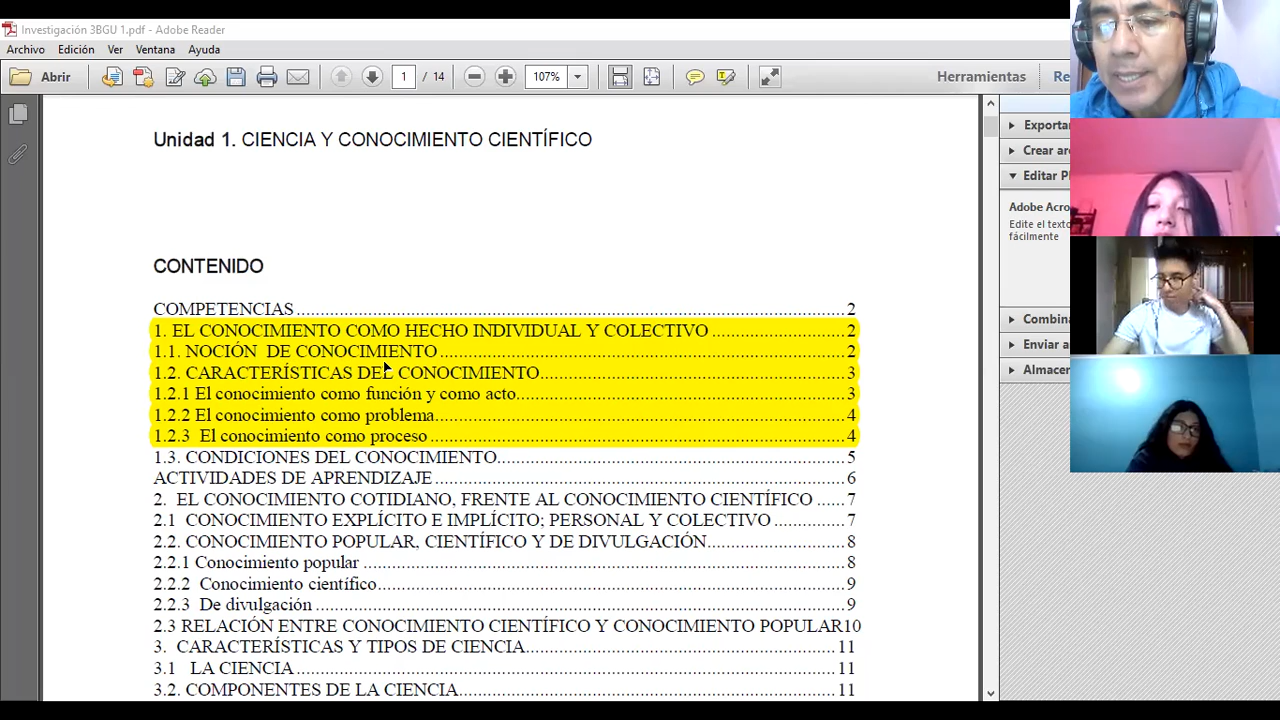 Investigación 3BGU 1.pdf - Adobe Reader
Archivo Edición Ver Ventana Ayuda
Abrir 1 / 14 107% Herramientas
Unidad 1. CIENCIA Y CONOCIMIENTO CIENTÍFICO
CONTENIDO
COMPETENCIAS ........ 2
1. EL CONOCIMIENTO COMO HECHO INDIVIDUAL Y COLECTIVO ........ 2
1.1. NOCIÓN DE CONOCIMIENTO ........ 2
1.2. CARACTERÍSTICAS DEL CONOCIMIENTO ........ 3
1.2.1 El conocimiento como función y como acto ........ 3
1.2.2 El conocimiento como problema ........ 4
1.2.3 El conocimiento como proceso ........ 4
1.3. CONDICIONES DEL CONOCIMIENTO ........ 5
ACTIVIDADES DE APRENDIZAJE ........ 6
2. EL CONOCIMIENTO COTIDIANO, FRENTE AL CONOCIMIENTO CIENTÍFICO ...... 7
2.1 CONOCIMIENTO EXPLÍCITO E IMPLÍCITO; PERSONAL Y COLECTIVO ........ 7
2.2. CONOCIMIENTO POPULAR, CIENTÍFICO Y DE DIVULGACIÓN ........ 8
2.2.1 Conocimiento popular ........ 8
2.2.2 Conocimiento científico ........ 9
2.2.3 De divulgación ........ 9
2.3 RELACIÓN ENTRE CONOCIMIENTO CIENTÍFICO Y CONOCIMIENTO POPULAR10
3. CARACTERÍSTICAS Y TIPOS DE CIENCIA ........ 11
3.1 LA CIENCIA ........ 11
3.2. COMPONENTES DE LA CIENCIA ........ 11
Exportar
Crear
Editar
Adobe
Edite el texto
fácilmente
Enviar a